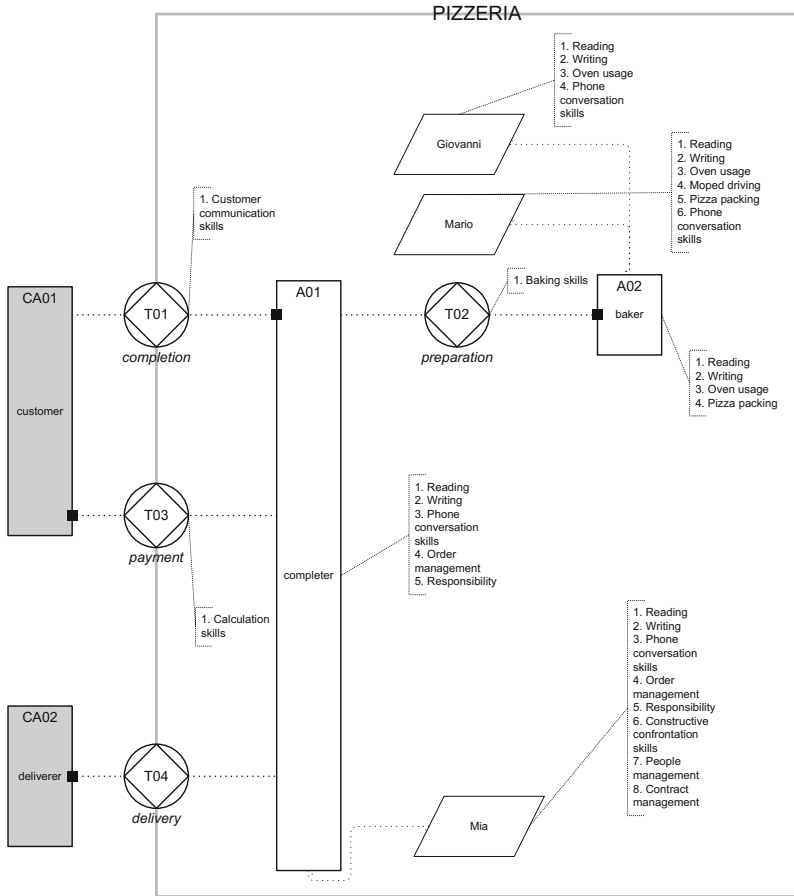 PIZZERIA
1. Reading
2. Writing
3. Oven usage
4. Phone
conversation
skills
Giovanni
1. Reading
2. Writing
3. Oven usage
4. Moped driving
5. Pizza packing
6. Phone
conversation
skills
Mario
1. Customer
communication
skills
CA01
customer
T01
completion
A01
completer
T02
preparation
1. Baking skills
A02
baker
1. Reading
2. Writing
3. Oven usage
4. Pizza packing
T03
payment
1. Calculation
skills
1. Reading
2. Writing
3. Phone
conversation
skills
4. Order
management
5. Responsibility
CA02
deliverer
T04
delivery
Mia
1. Reading
2. Writing
3. Phone
conversation
skills
4. Order
management
5. Responsibility
6. Constructive
confrontation
skills
7. People
management
8. Contract
management